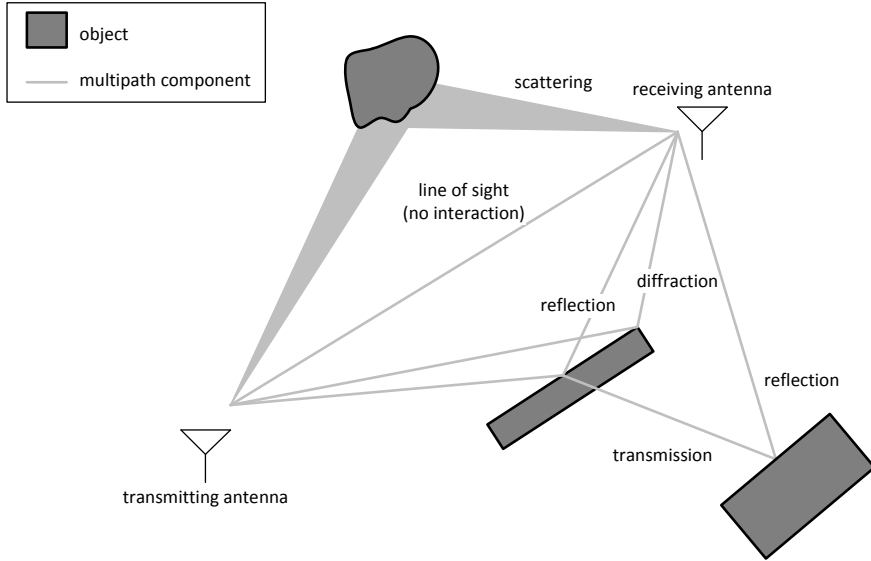 object
multipath component
scattering
receiving antenna
line of sight
(no interaction)
diffraction
reflection
reflection
transmission
transmitting antenna